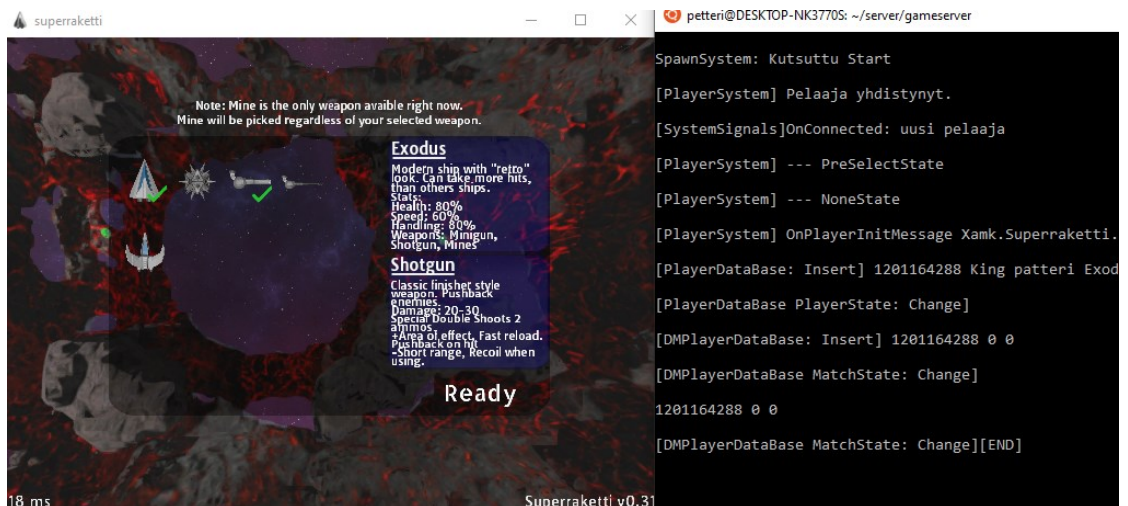 superraketti
Note: Mine is the only weapon avaible right now.
Mine will be picked regardless of your selected weapon.
Exodus
Modern ship with "retro"
look. Can take more hits,
than others ships.
Stats:
Health: 80%
Speed: 60%
Handling: 80%
Weapons: Minigun,
Shotgun, Mines
Shotgun
Classic finisher style
weapon. Pushback
enemies.
Damage: 20-30
Special Double Shoots 2
ammos
+Area of effect, Fast reload.
Pushback on hit
-Short range, Recoil when
using.
Ready
18 ms
Superraketti v0.31
petteri@DESKTOP-NK3770S: ~/server/gameserver
SpawnSystem: Kutsuttu Start
[PlayerSystem] Pelaaja yhdistynyt.
[SystemSignals]OnConnected: uusi pelaaja
[PlayerSystem] --- PreSelectState
[PlayerSystem] --- NoneState
[PlayerSystem] OnPlayerInitMessage Xamk.Superraketti.
[PlayerDataBase: Insert] 1201164288 King patteri Exod
[PlayerDataBase PlayerState: Change]
[DMPlayerDataBase: Insert] 1201164288 0 0
[DMPlayerDataBase MatchState: Change]
1201164288 0 0
[DMPlayerDataBase MatchState: Change][END]